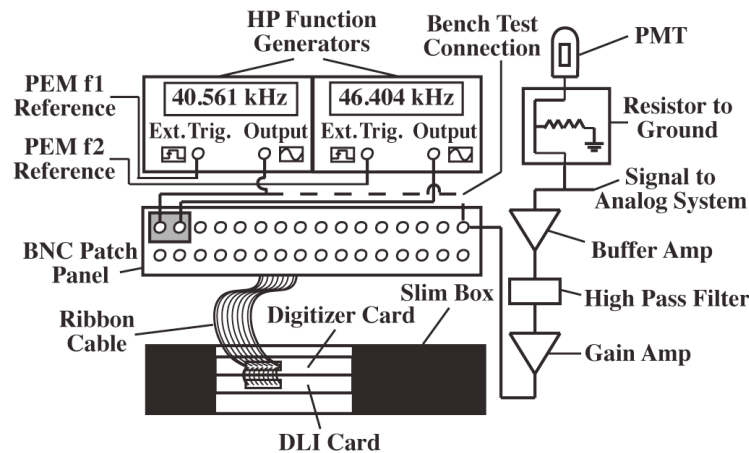 HP Function
Generators
Bench Test
Connection
PMT
PEM f1
Reference
40.561 kHz
46.404 kHz
Resistor to
Ground
Ext. Trig. Output
Ext. Trig. Output
PEM f2
Reference
Signal to
Analog System
BNC Patch
Panel
Buffer Amp
Slim Box
High Pass Filter
Ribbon
Cable
Digitizer Card
Gain Amp
DLI Card